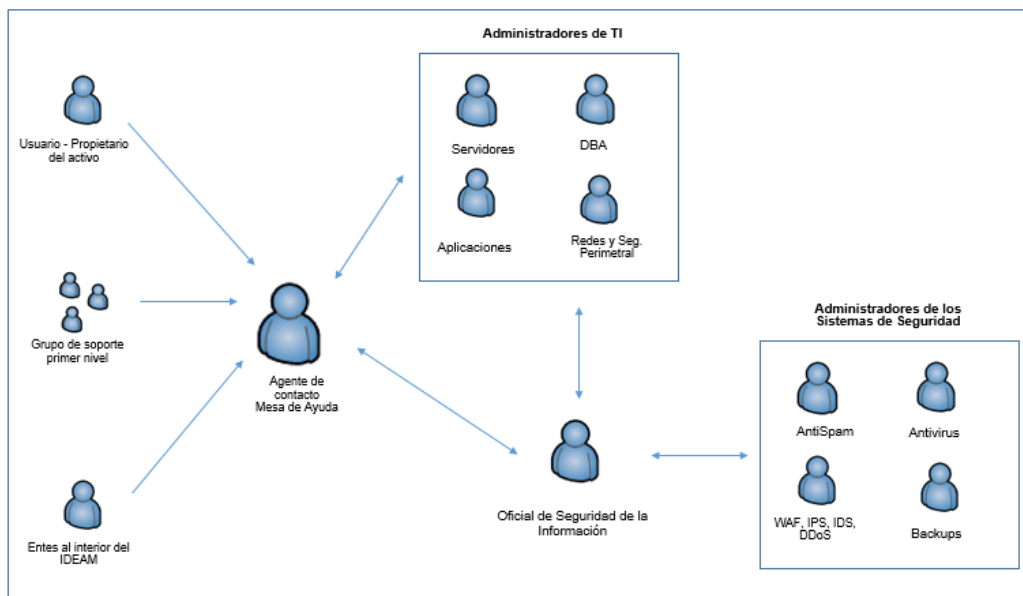 Administradores de TI
Usuario - Propietario
del activo
Servidores
DBA
Aplicaciones
Redes y Seg.
Perimetral
Grupo de soporte
primer nivel
Agente de
contacto
Mesa de Ayuda
Administradores de los
Sistemas de Seguridad
AntiSpam
Antivirus
WAF, IPS, IDS,
DDoS
Backups
Oficial de Seguridad de la
Información
Entes al interior del
IDEAM